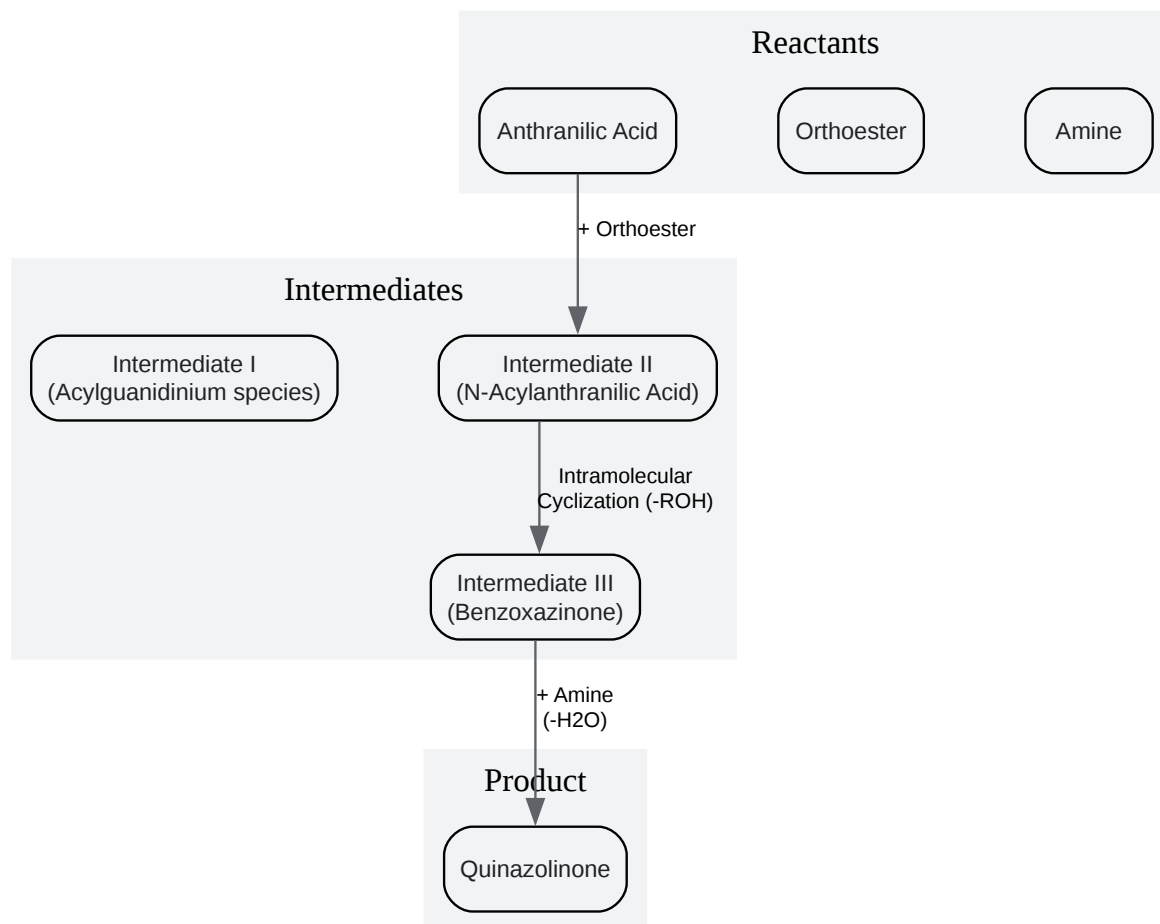 Reactants
Anthranilic Acid
Orthoester
Amine
+ Orthoester
Intermediates
Intermediate I
(Acylguanidinium species)
Intermediate II
(N-Acylanthranilic Acid)
Intramolecular
Cyclization (-ROH)
Intermediate III
(Benzoxazinone)
+ Amine
(-H2O)
Product
Quinazolinone